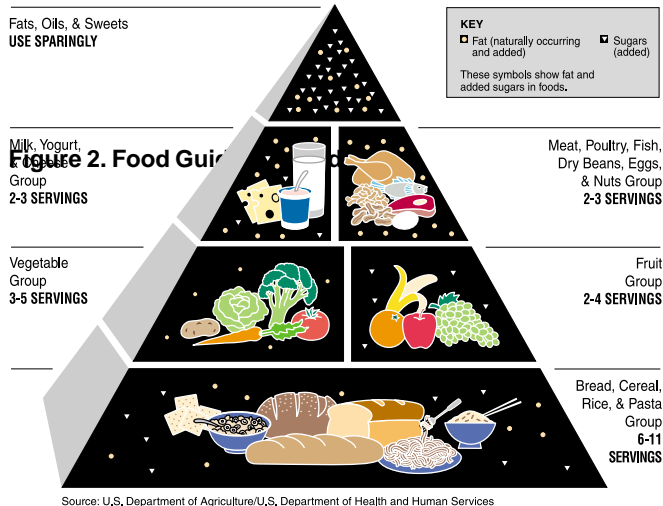 Fats, Oils, & Sweets
USE SPARINGLY
KEY
Fat (naturally occurring
and added)
Sugars
(added)
These symbols show fat and
added sugars in foods.
Milk, Yogurt,
& Cheese
Group
2-3 SERVINGS
Figure 2. Food Guid
Meat, Poultry, Fish,
Dry Beans, Eggs,
& Nuts Group
2-3 SERVINGS
Vegetable
Group
3-5 SERVINGS
Fruit
Group
2-4 SERVINGS
Bread, Cereal,
Rice, & Pasta
Group
6-11
SERVINGS
Source: U.S. Department of Agriculture/U.S. Department of Health and Human Services